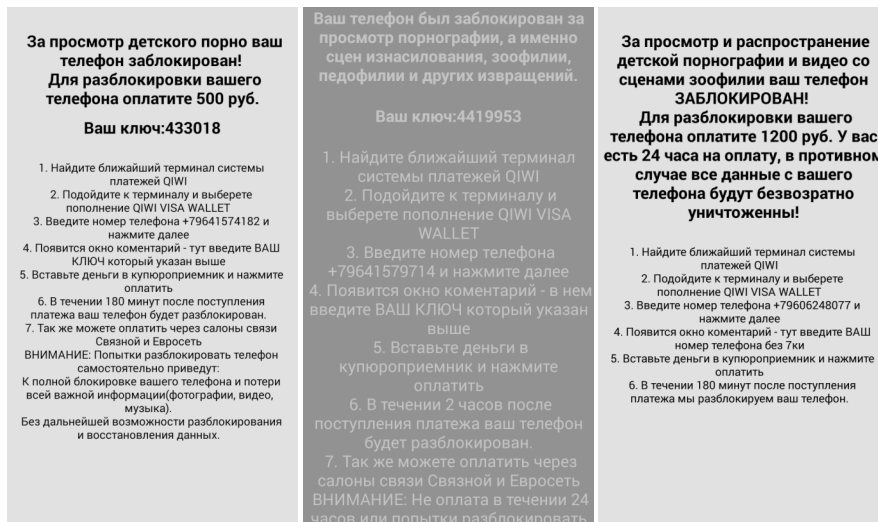 За просмотр детского порно ваш
телефон заблокирован!
Для разблокировки вашего
телефона оплатите 500 руб.
Ваш ключ:433018
1. Найдите ближайший терминал системы
платежей QIWI
2. Подойдите к терминалу и выберете
пополнение QIWI VISA WALLET
3. Введите номер телефона +79641574182 и
нажмите далее
4. Появится окно коментарий - тут введите ВАШ
КЛЮЧ который указан выше
5. Вставьте деньги в купюроприемник и нажмите
оплатить
6. В течении 180 минут после поступления
платежа ваш телефон будет разблокирован.
7. Так же можете оплатить через салоны связи
Связной и Евросеть
ВНИМАНИЕ: Попытки разблокировать телефон
самостоятельно приведут:
К полной блокировке вашего телефона и потери
всей важной информации(фотографии, видео,
музыка).
Без дальнейшей возможности разблокирования
и восстановления данных.
Ваш телефон был заблокирован за
просмотр порнографии, а именно
сцен изнасилования, зоофилии,
педофилии и других извращений.
Ваш ключ:4419953
1. Найдите ближайший терминал
системы платежей QIWI
2. Подойдите к терминалу и
выберете пополнение QIWI VISA
WALLET
3. Введите номер телефона
+79641579714 и нажмите далее
4. Появится окно коментарий - в нем
введите ВАШ КЛЮЧ который указан
выше
5. Вставьте деньги в
купюроприемник и нажмите
оплатить
6. В течении 2 часов после
поступления платежа ваш телефон
будет разблокирован.
7. Так же можете оплатить через
салоны связи Связной и Евросеть
ВНИМАНИЕ: Не оплата в течении 24
часов или попытки разблокировать
За просмотр и распространение
детской порнографии и видео со
сценами зоофилии ваш телефон
ЗАБЛОКИРОВАН!
Для разблокировки вашего
телефона оплатите 1200 руб. У вас
есть 24 часа на оплату, в противном
случае все данные с вашего
телефона будут безвозратно
уничтоженны!
1. Найдите ближайший терминал системы
платежей QIWI
2. Подойдите к терминалу и выберете
пополнение QIWI VISA WALLET
3. Введите номер телефона +79606248077 и
нажмите далее
4. Появится окно коментарий - тут введите ВАШ
номер телефона без 7ки
5. Вставьте деньги в купюроприемник и нажмите
оплатить
6. В течении 180 минут после поступления
платежа мы разблокируем ваш телефон.